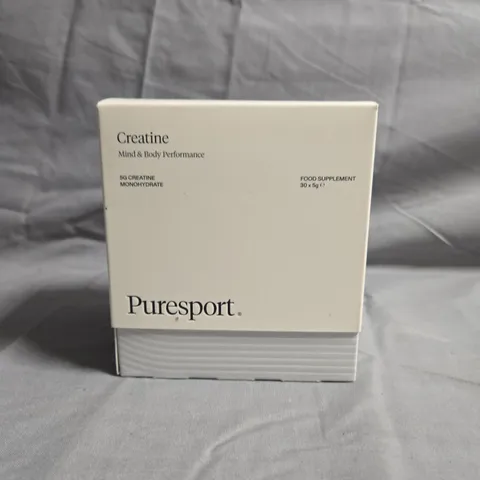 Creatine
Mind & Body Performance
5G CREATINE
MONOHYDRATE
FOOD SUPPLEMENT
30 x 5g ℮
Puresport.